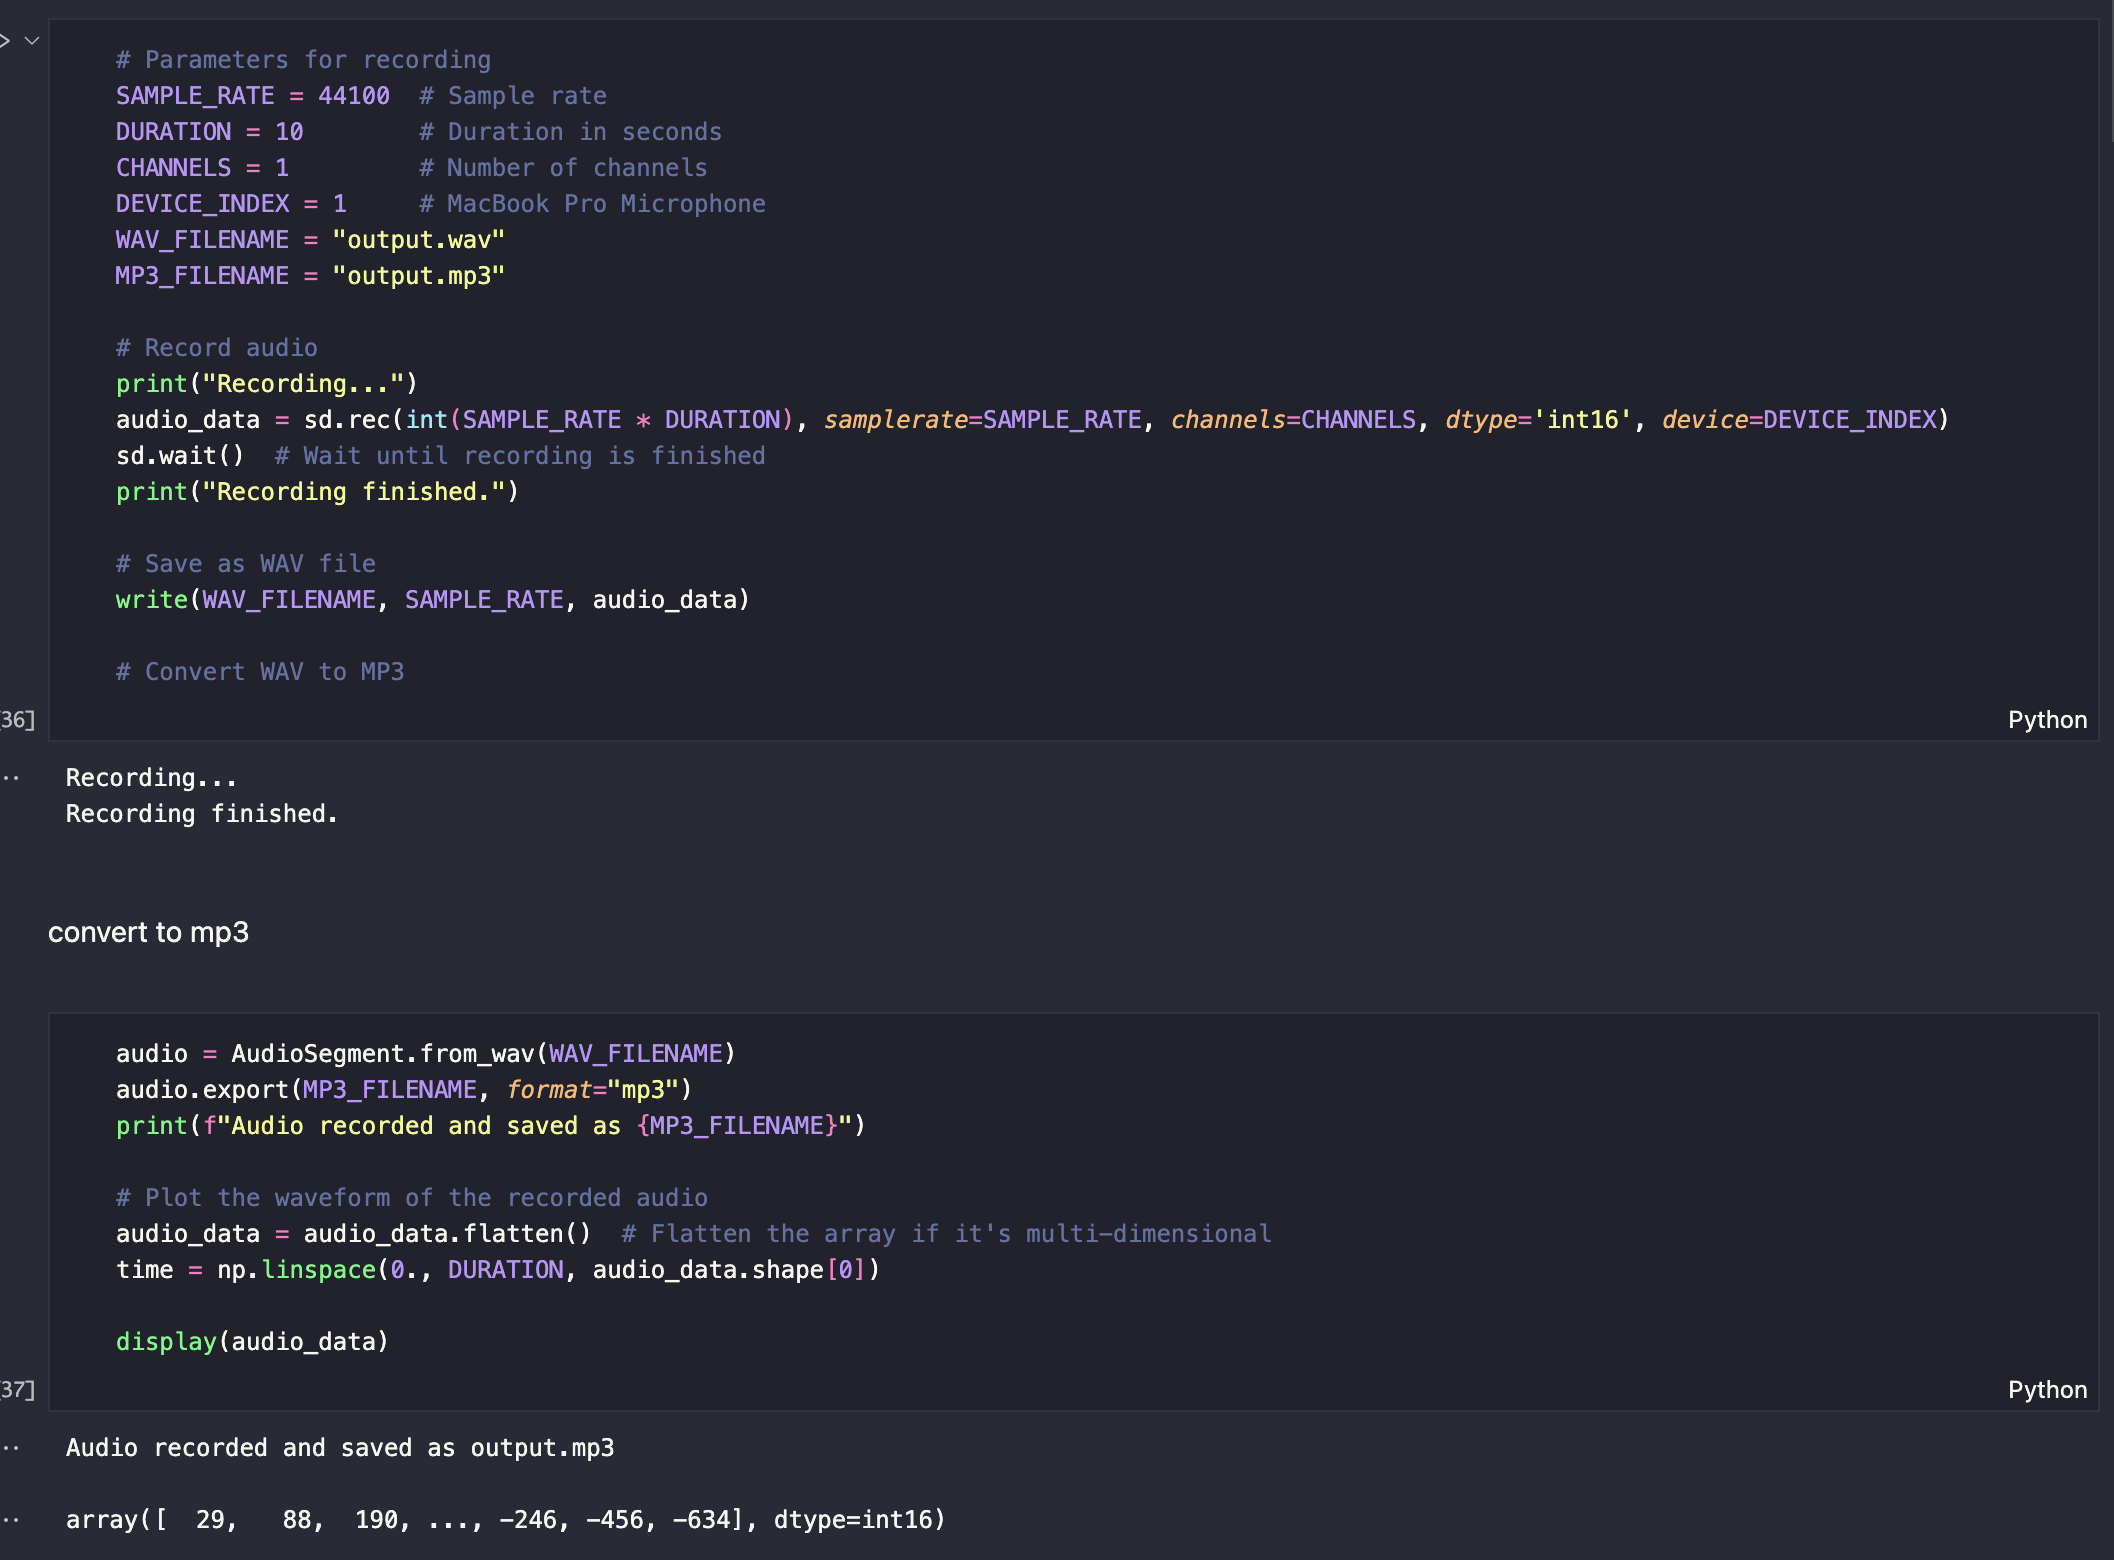 # Parameters for recording
SAMPLE_RATE = 44100  # Sample rate
DURATION = 10        # Duration in seconds
CHANNELS = 1         # Number of channels
DEVICE_INDEX = 1     # MacBook Pro Microphone
WAV_FILENAME = "output.wav"
MP3_FILENAME = "output.mp3"

# Record audio
print("Recording...")
audio_data = sd.rec(int(SAMPLE_RATE * DURATION), samplerate=SAMPLE_RATE, channels=CHANNELS, dtype='int16', device=DEVICE_INDEX)
sd.wait()  # Wait until recording is finished
print("Recording finished.")

# Save as WAV file
write(WAV_FILENAME, SAMPLE_RATE, audio_data)

# Convert WAV to MP3
36]
Python
Recording...
Recording finished.

convert to mp3

audio = AudioSegment.from_wav(WAV_FILENAME)
audio.export(MP3_FILENAME, format="mp3")
print(f"Audio recorded and saved as {MP3_FILENAME}")

# Plot the waveform of the recorded audio
audio_data = audio_data.flatten()  # Flatten the array if it's multi-dimensional
time = np.linspace(0., DURATION, audio_data.shape[0])

display(audio_data)
37]
Python
Audio recorded and saved as output.mp3

array([  29,   88,  190, ..., -246, -456, -634], dtype=int16)